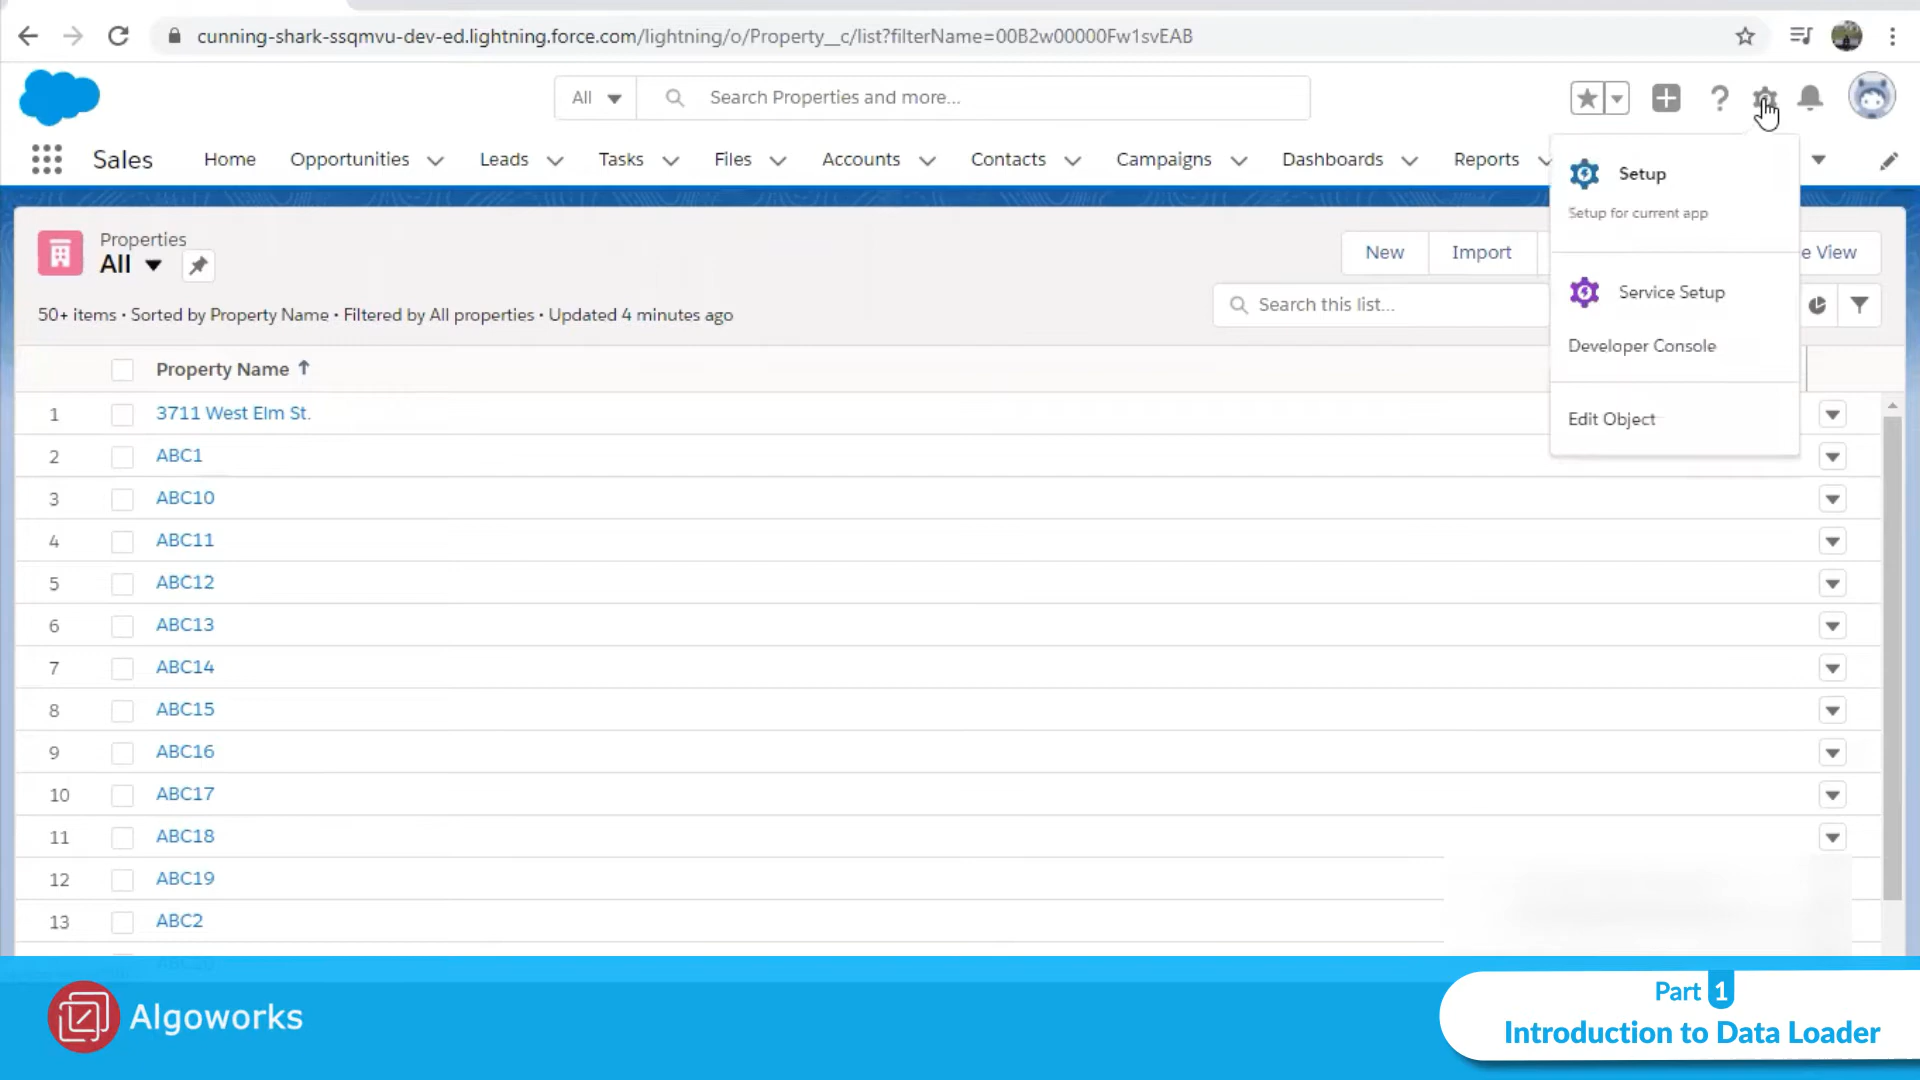 cunning-shark-ssqmvu-dev-ed.lightning.force.com/lightning/o/Property__c/list?filterName=00B2w00000Fw1svEAB
All
Search Properties and more...
Sales
Home
Opportunities
Leads
Tasks
Files
Accounts
Contacts
Campaigns
Dashboards
Reports
Setup
Setup for current app
Service Setup
Developer Console
Edit Object
Properties
All
New
Import
e View
50+ items • Sorted by Property Name • Filtered by All properties • Updated 4 minutes ago
Search this list...
Property Name
1 3711 West Elm St.
2 ABC1
3 ABC10
4 ABC11
5 ABC12
6 ABC13
7 ABC14
8 ABC15
9 ABC16
10 ABC17
11 ABC18
12 ABC19
13 ABC2
Algoworks
Part 1
Introduction to Data Loader